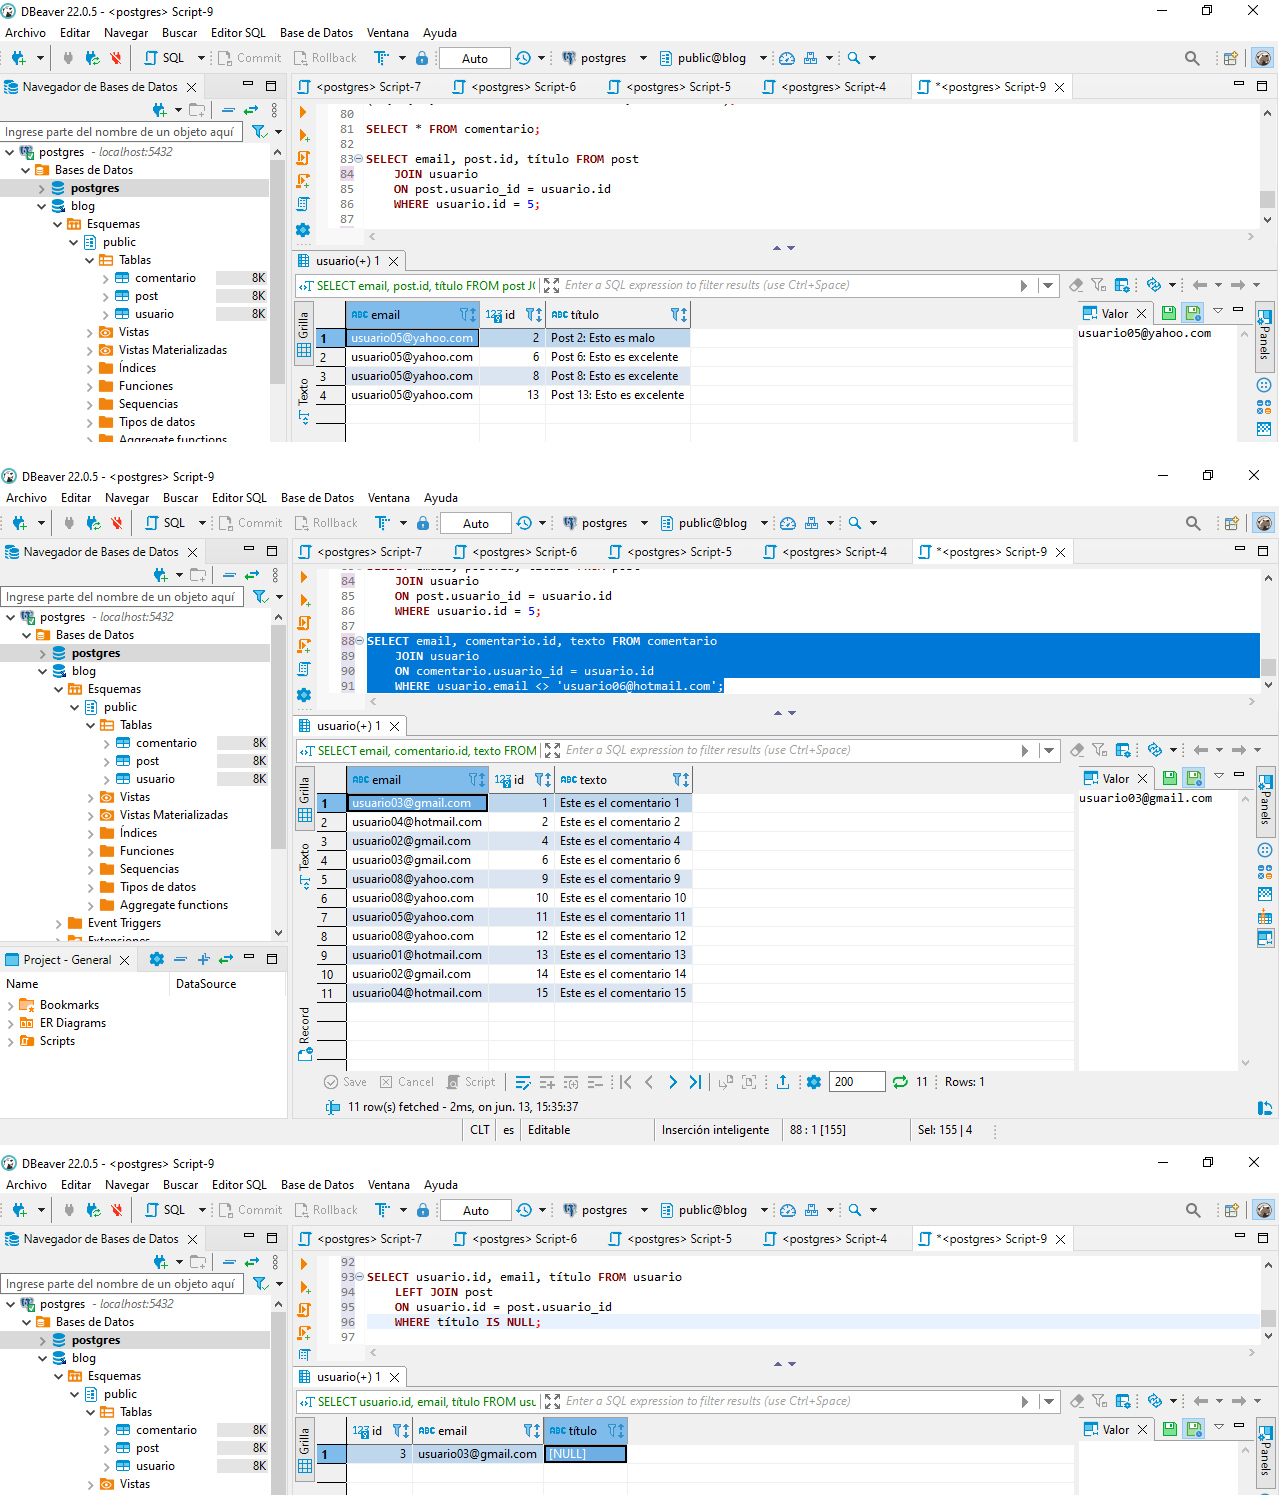 DBeaver 22.0.5 - <postgres> Script-9
Archivo Editar Navegar Buscar Editor SQL Base de Datos Ventana Ayuda
SQL Commit Rollback Auto postgres public@blog
Navegador de Bases de Datos
<postgres> Script-7 <postgres> Script-6 <postgres> Script-5 <postgres> Script-4 *<postgres> Script-9
Ingrese parte del nombre de un objeto aquí
postgres - localhost:5432
Bases de Datos
postgres
blog
Esquemas
public
Tablas
comentario 8K
post 8K
usuario 8K
Vistas
Vistas Materializadas
Índices
Funciones
Sequencias
Tipos de datos
Aggregate functions
80
81 SELECT * FROM comentario;
82
83 SELECT email, post.id, título FROM post
84 JOIN usuario
85 ON post.usuario_id = usuario.id
86 WHERE usuario.id = 5;
87
usuario(+) 1
SELECT email, post.id, título FROM post JO Enter a SQL expression to filter results (use Ctrl+Space)
Grilla
Texto
ABC email 123 id ABC título
1 usuario05@yahoo.com 2 Post 2: Esto es malo
2 usuario05@yahoo.com 6 Post 6: Esto es excelente
3 usuario05@yahoo.com 8 Post 8: Esto es excelente
4 usuario05@yahoo.com 13 Post 13: Esto es excelente
Valor
usuario05@yahoo.com
Panels
DBeaver 22.0.5 - <postgres> Script-9
Archivo Editar Navegar Buscar Editor SQL Base de Datos Ventana Ayuda
SQL Commit Rollback Auto postgres public@blog
Navegador de Bases de Datos
<postgres> Script-7 <postgres> Script-6 <postgres> Script-5 <postgres> Script-4 *<postgres> Script-9
Ingrese parte del nombre de un objeto aquí
postgres - localhost:5432
Bases de Datos
postgres
blog
Esquemas
public
Tablas
comentario 8K
post 8K
usuario 8K
Vistas
Vistas Materializadas
Índices
Funciones
Sequencias
Tipos de datos
Aggregate functions
Event Triggers
Extensiones
Project - General
Name DataSource
Bookmarks
ER Diagrams
Scripts
84 JOIN usuario
85 ON post.usuario_id = usuario.id
86 WHERE usuario.id = 5;
87
88 SELECT email, comentario.id, texto FROM comentario
89 JOIN usuario
90 ON comentario.usuario_id = usuario.id
91 WHERE usuario.email <> 'usuario06@hotmail.com';
usuario(+) 1
SELECT email, comentario.id, texto FROM Enter a SQL expression to filter results (use Ctrl+Space)
Grilla
Texto
Record
ABC email 123 id ABC texto
1 usuario03@gmail.com 1 Este es el comentario 1
2 usuario04@hotmail.com 2 Este es el comentario 2
3 usuario02@gmail.com 4 Este es el comentario 4
4 usuario03@gmail.com 6 Este es el comentario 6
5 usuario08@yahoo.com 9 Este es el comentario 9
6 usuario08@yahoo.com 10 Este es el comentario 10
7 usuario05@yahoo.com 11 Este es el comentario 11
8 usuario08@yahoo.com 12 Este es el comentario 12
9 usuario01@hotmail.com 13 Este es el comentario 13
10 usuario02@gmail.com 14 Este es el comentario 14
11 usuario04@hotmail.com 15 Este es el comentario 15
Valor
usuario03@gmail.com
Panels
Save Cancel Script 200 11 Rows: 1
11 row(s) fetched - 2ms, on jun. 13, 15:35:37
CLT es Editable Inserción inteligente 88 : 1 [155] Sel: 155 | 4
DBeaver 22.0.5 - <postgres> Script-9
Archivo Editar Navegar Buscar Editor SQL Base de Datos Ventana Ayuda
SQL Commit Rollback Auto postgres public@blog
Navegador de Bases de Datos
<postgres> Script-7 <postgres> Script-6 <postgres> Script-5 <postgres> Script-4 *<postgres> Script-9
Ingrese parte del nombre de un objeto aquí
postgres - localhost:5432
Bases de Datos
postgres
blog
Esquemas
public
Tablas
comentario 8K
post 8K
usuario 8K
Vistas
92
93 SELECT usuario.id, email, título FROM usuario
94 LEFT JOIN post
95 ON usuario.id = post.usuario_id
96 WHERE título IS NULL;
97
usuario(+) 1
SELECT usuario.id, email, título FROM usu Enter a SQL expression to filter results (use Ctrl+Space)
Grilla
123 id ABC email ABC título
1 3 usuario03@gmail.com [NULL]
Valor
Panels